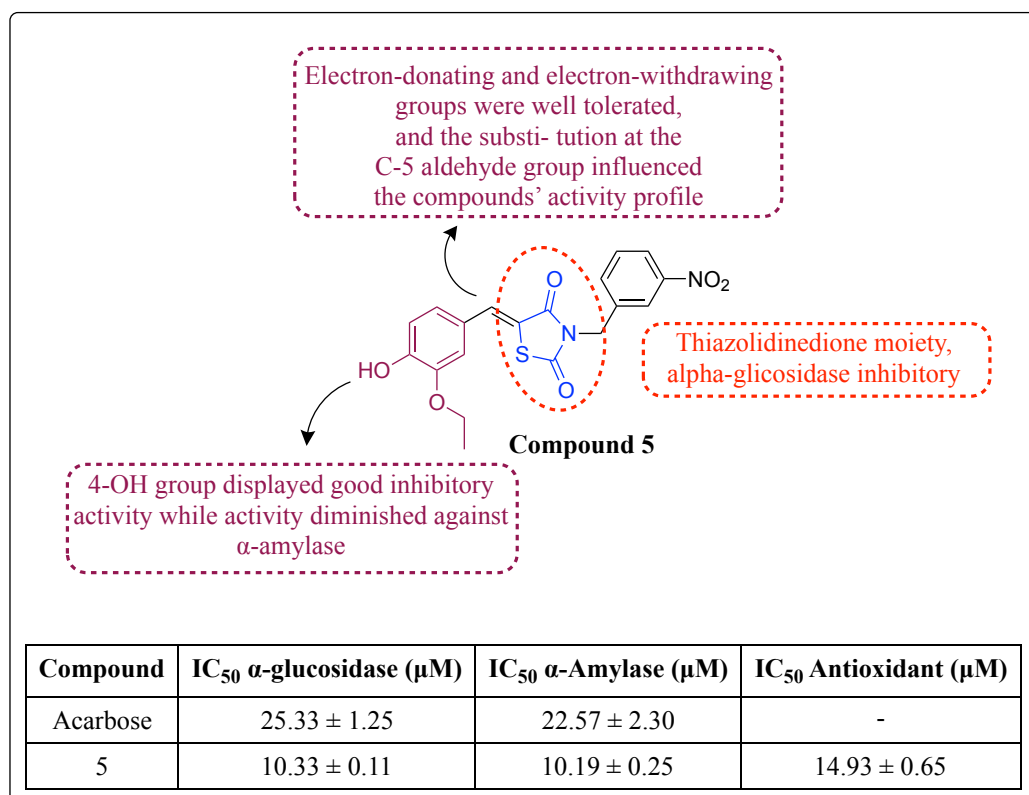 Electron-donating and electron-withdrawing
groups were well tolerated,
and the substi- tution at the
C-5 aldehyde group influenced
the compounds’ activity profile
NO₂
O
N
S
O
HO
O
Thiazolidinedione moiety,
alpha-glicosidase inhibitory
Compound 5
4-OH group displayed good inhibitory
activity while activity diminished against
α-amylase
Compound IC₅₀ α-glucosidase (µM) IC₅₀ α-Amylase (µM) IC₅₀ Antioxidant (µM)
Acarbose 25.33 ± 1.25 22.57 ± 2.30 -
5 10.33 ± 0.11 10.19 ± 0.25 14.93 ± 0.65